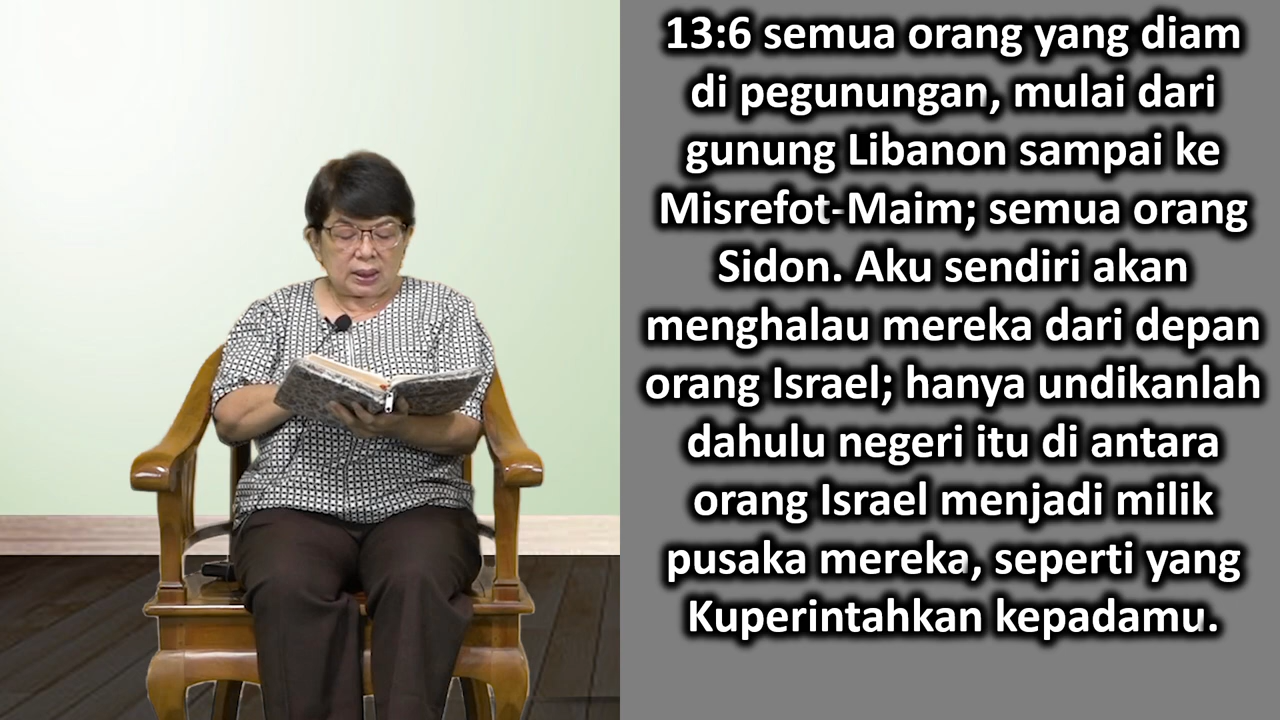 13:6 semua orang yang diam
di pegunungan, mulai dari
gunung Libanon sampai ke
Misrefot-Maim; semua orang
Sidon. Aku sendiri akan
menghalau mereka dari depan
orang Israel; hanya undikanlah
dahulu negeri itu di antara
orang Israel menjadi milik
pusaka mereka, seperti yang
Kuperintahkan kepadamu.